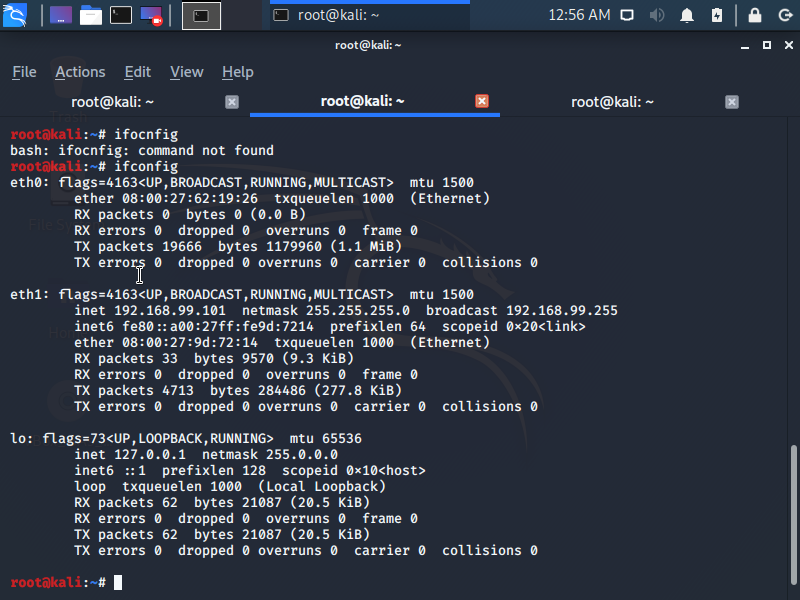 root@kali: ~
12:56 AM
root@kali: ~
File Actions Edit View Help
root@kali: ~
root@kali: ~
root@kali: ~
root@kali:~# ifocnfig
bash: ifocnfig: command not found
root@kali:~# ifconfig
eth0: flags=4163<UP,BROADCAST,RUNNING,MULTICAST>  mtu 1500
        ether 08:00:27:62:19:26  txqueuelen 1000  (Ethernet)
        RX packets 0  bytes 0 (0.0 B)
        RX errors 0  dropped 0  overruns 0  frame 0
        TX packets 19666  bytes 1179960 (1.1 MiB)
        TX errors 0  dropped 0 overruns 0  carrier 0  collisions 0
eth1: flags=4163<UP,BROADCAST,RUNNING,MULTICAST>  mtu 1500
        inet 192.168.99.101  netmask 255.255.255.0  broadcast 192.168.99.255
        inet6 fe80::a00:27ff:fe9d:7214  prefixlen 64  scopeid 0×20<link>
        ether 08:00:27:9d:72:14  txqueuelen 1000  (Ethernet)
        RX packets 33  bytes 9570 (9.3 KiB)
        RX errors 0  dropped 0  overruns 0  frame 0
        TX packets 4713  bytes 284486 (277.8 KiB)
        TX errors 0  dropped 0 overruns 0  carrier 0  collisions 0
lo: flags=73<UP,LOOPBACK,RUNNING>  mtu 65536
        inet 127.0.0.1  netmask 255.0.0.0
        inet6 ::1  prefixlen 128  scopeid 0×10<host>
        loop  txqueuelen 1000  (Local Loopback)
        RX packets 62  bytes 21087 (20.5 KiB)
        RX errors 0  dropped 0  overruns 0  frame 0
        TX packets 62  bytes 21087 (20.5 KiB)
        TX errors 0  dropped 0 overruns 0  carrier 0  collisions 0
root@kali:~#